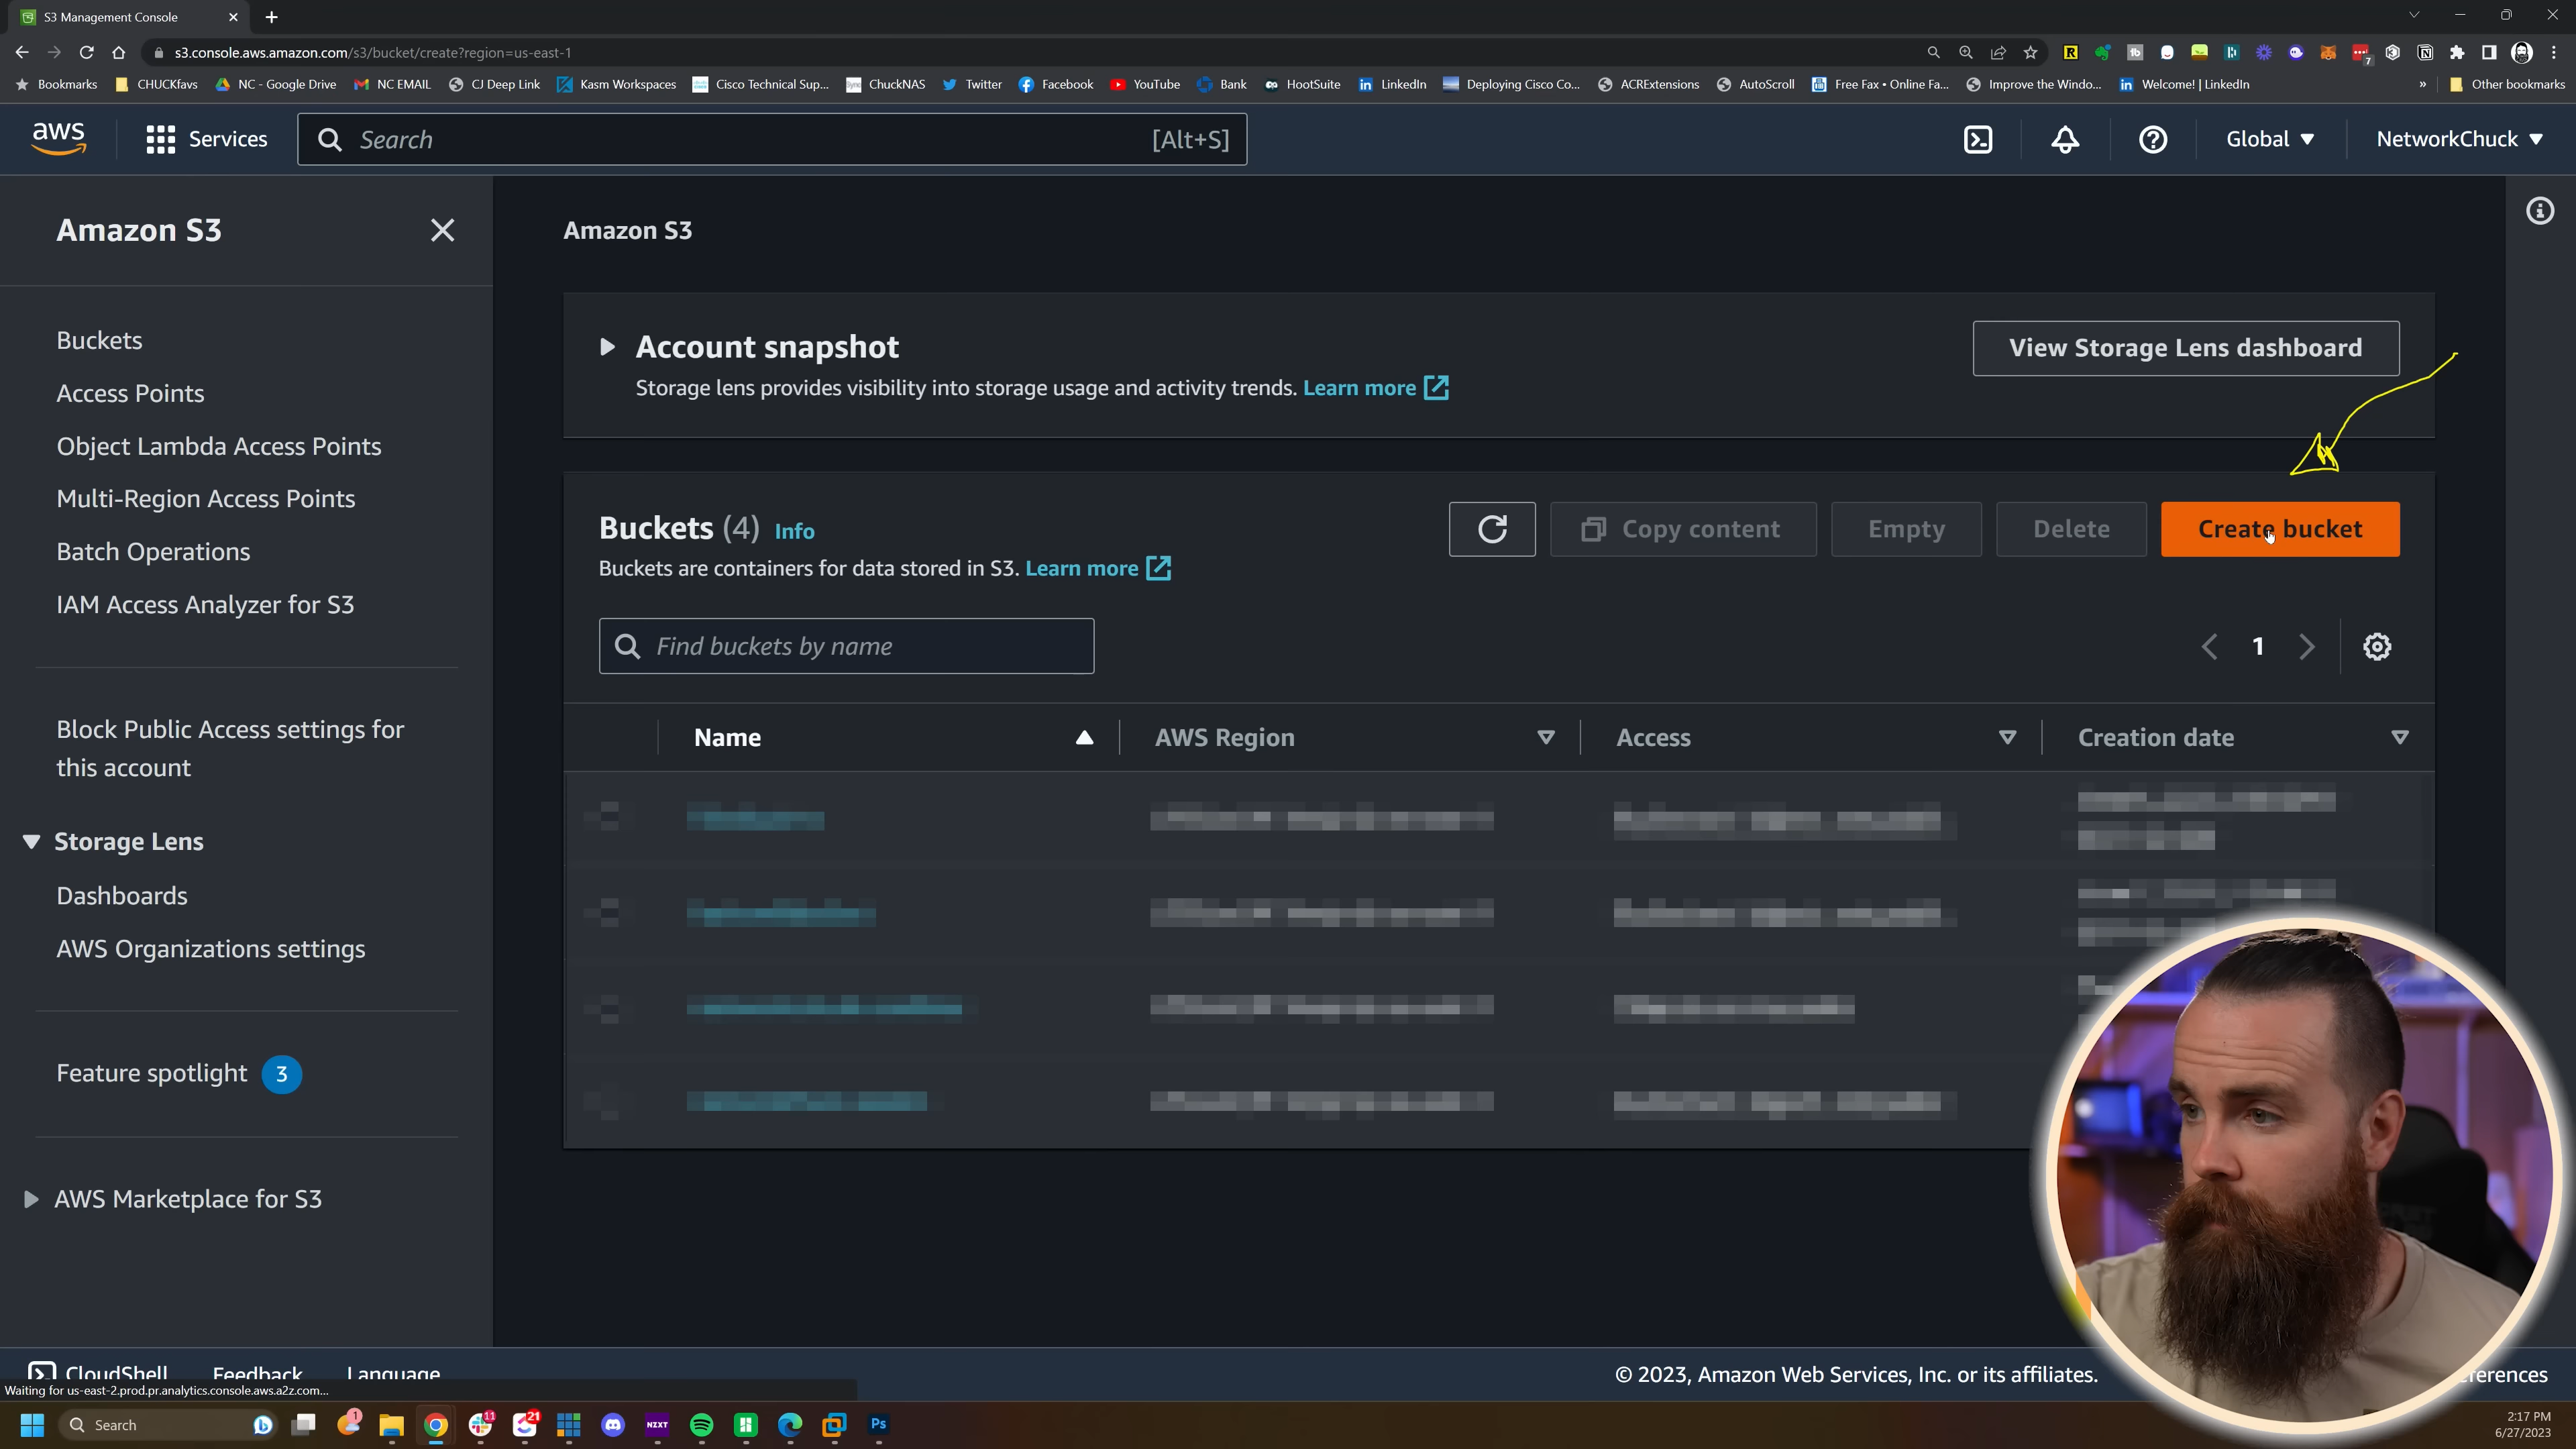 S3 Management Console
s3.console.aws.amazon.com/s3/bucket/create?region=us-east-1
7
Bookmarks CHUCKfavs NC - Google Drive NC EMAIL CJ Deep Link Kasm Workspaces Cisco Technical Sup... ChuckNAS Twitter Facebook YouTube Bank HootSuite LinkedIn Deploying Cisco Co... ACRExtensions AutoScroll Free Fax • Online Fa... Improve the Windo... Welcome! | LinkedIn » Other bookmarks
aws Services Search [Alt+S] Global NetworkChuck
Amazon S3
Buckets
Access Points
Object Lambda Access Points
Multi-Region Access Points
Batch Operations
IAM Access Analyzer for S3
Block Public Access settings for
this account
Storage Lens
Dashboards
AWS Organizations settings
Feature spotlight 3
AWS Marketplace for S3
Amazon S3
Account snapshot
View Storage Lens dashboard
Storage lens provides visibility into storage usage and activity trends. Learn more
Buckets (4) Info
Copy content Empty Delete Create bucket
Buckets are containers for data stored in S3. Learn more
Find buckets by name
1
Name AWS Region Access Creation date
CloudShell Feedback Language
© 2023, Amazon Web Services, Inc. or its affiliates.
Waiting for us-east-2.prod.pr.analytics.console.aws.a2z.com...
Search 1 11 21 NZXT Ps
2:17 PM
6/27/2023